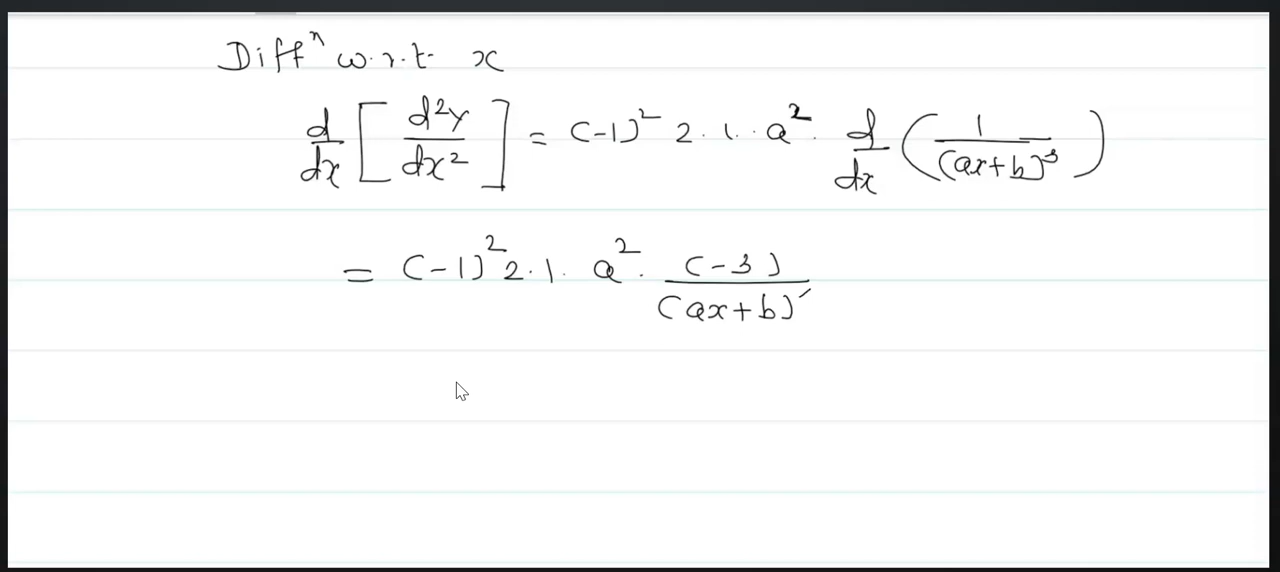 Diffⁿ w.r.t. x
d/dx [ d²y/dx² ] = (-1)² 2.1. a². d/dx ( 1/(ax+b)³ )
= (-1)² 2.1. a². (-3)/(ax+b)